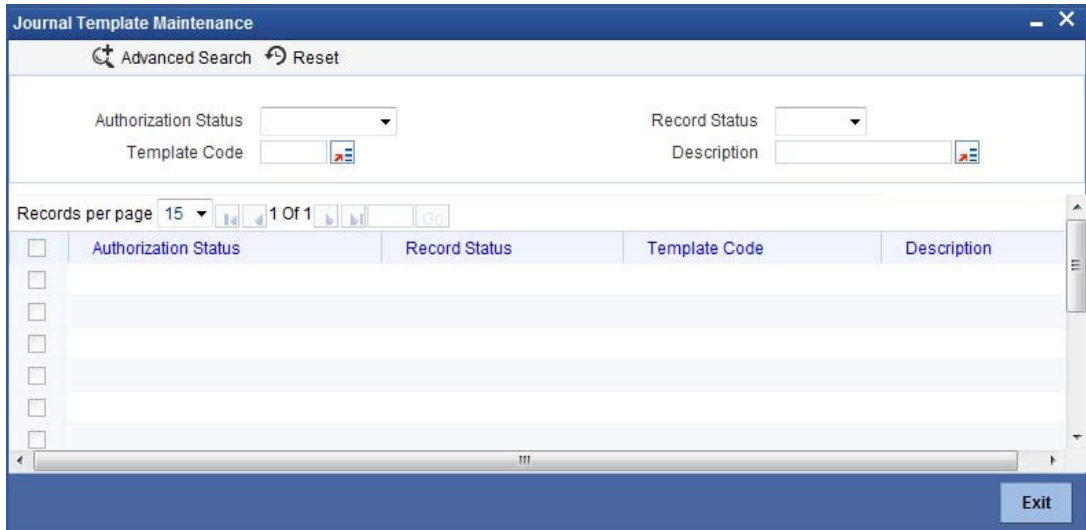 Journal Template Maintenance
Advanced Search Reset
Authorization Status Record Status
Template Code Description
Records per page 15 1 Of 1 Go
Authorization Status Record Status Template Code Description
Exit